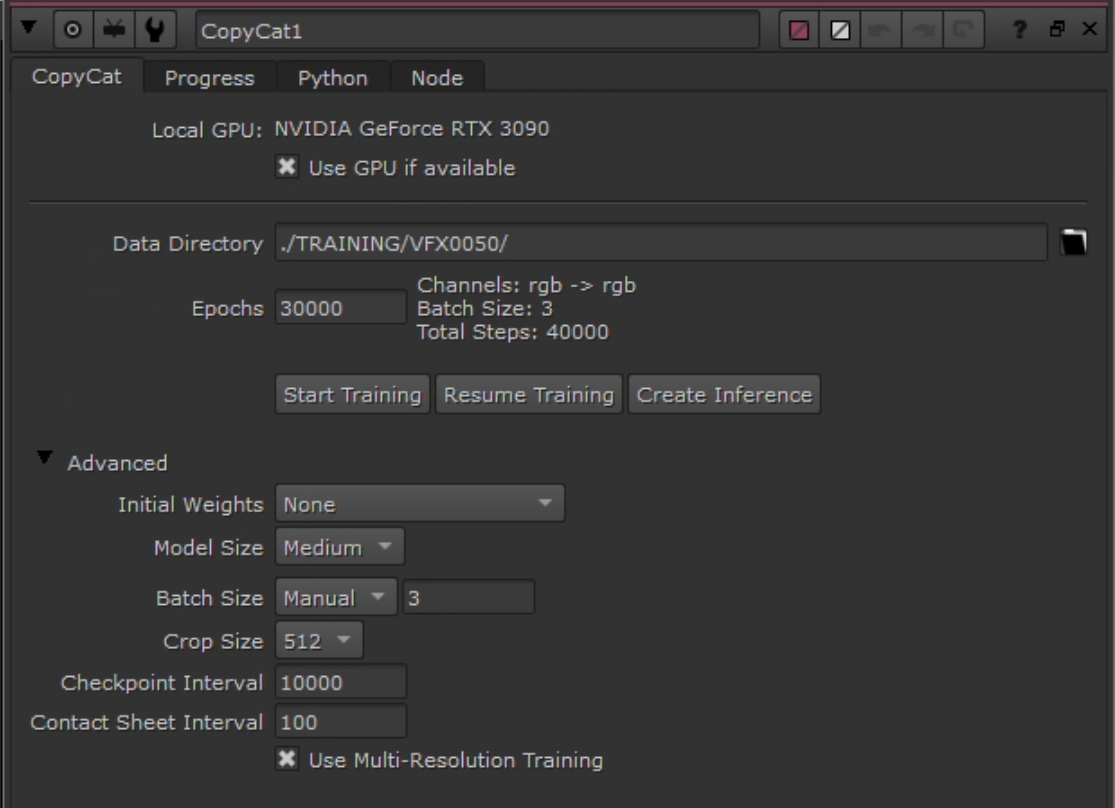 CopyCat1 ?
CopyCat Progress Python Node
Local GPU: NVIDIA GeForce RTX 3090
Use GPU if available
Data Directory ./TRAINING/VFX0050/
Channels: rgb -> rgb
Epochs 30000 Batch Size: 3
Total Steps: 40000
Start Training Resume Training Create Inference
Advanced
Initial Weights None
Model Size Medium
Batch Size Manual 3
Crop Size 512
Checkpoint Interval 10000
Contact Sheet Interval 100
Use Multi-Resolution Training